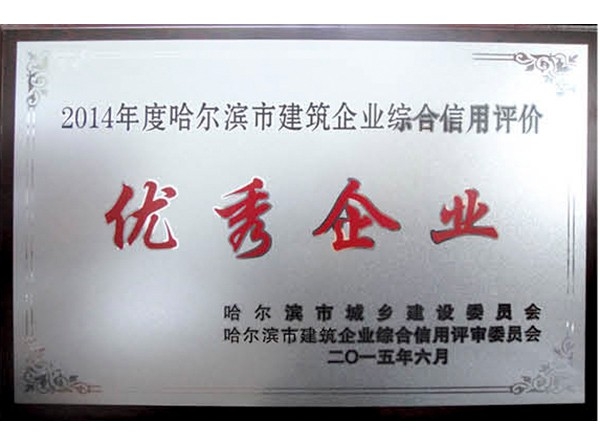 2014年度哈尔滨市建筑企业综合信用评价
优秀企业
哈尔滨市城乡建设委员会
哈尔滨市建筑企业综合信用评审委员会
二〇一五年六月